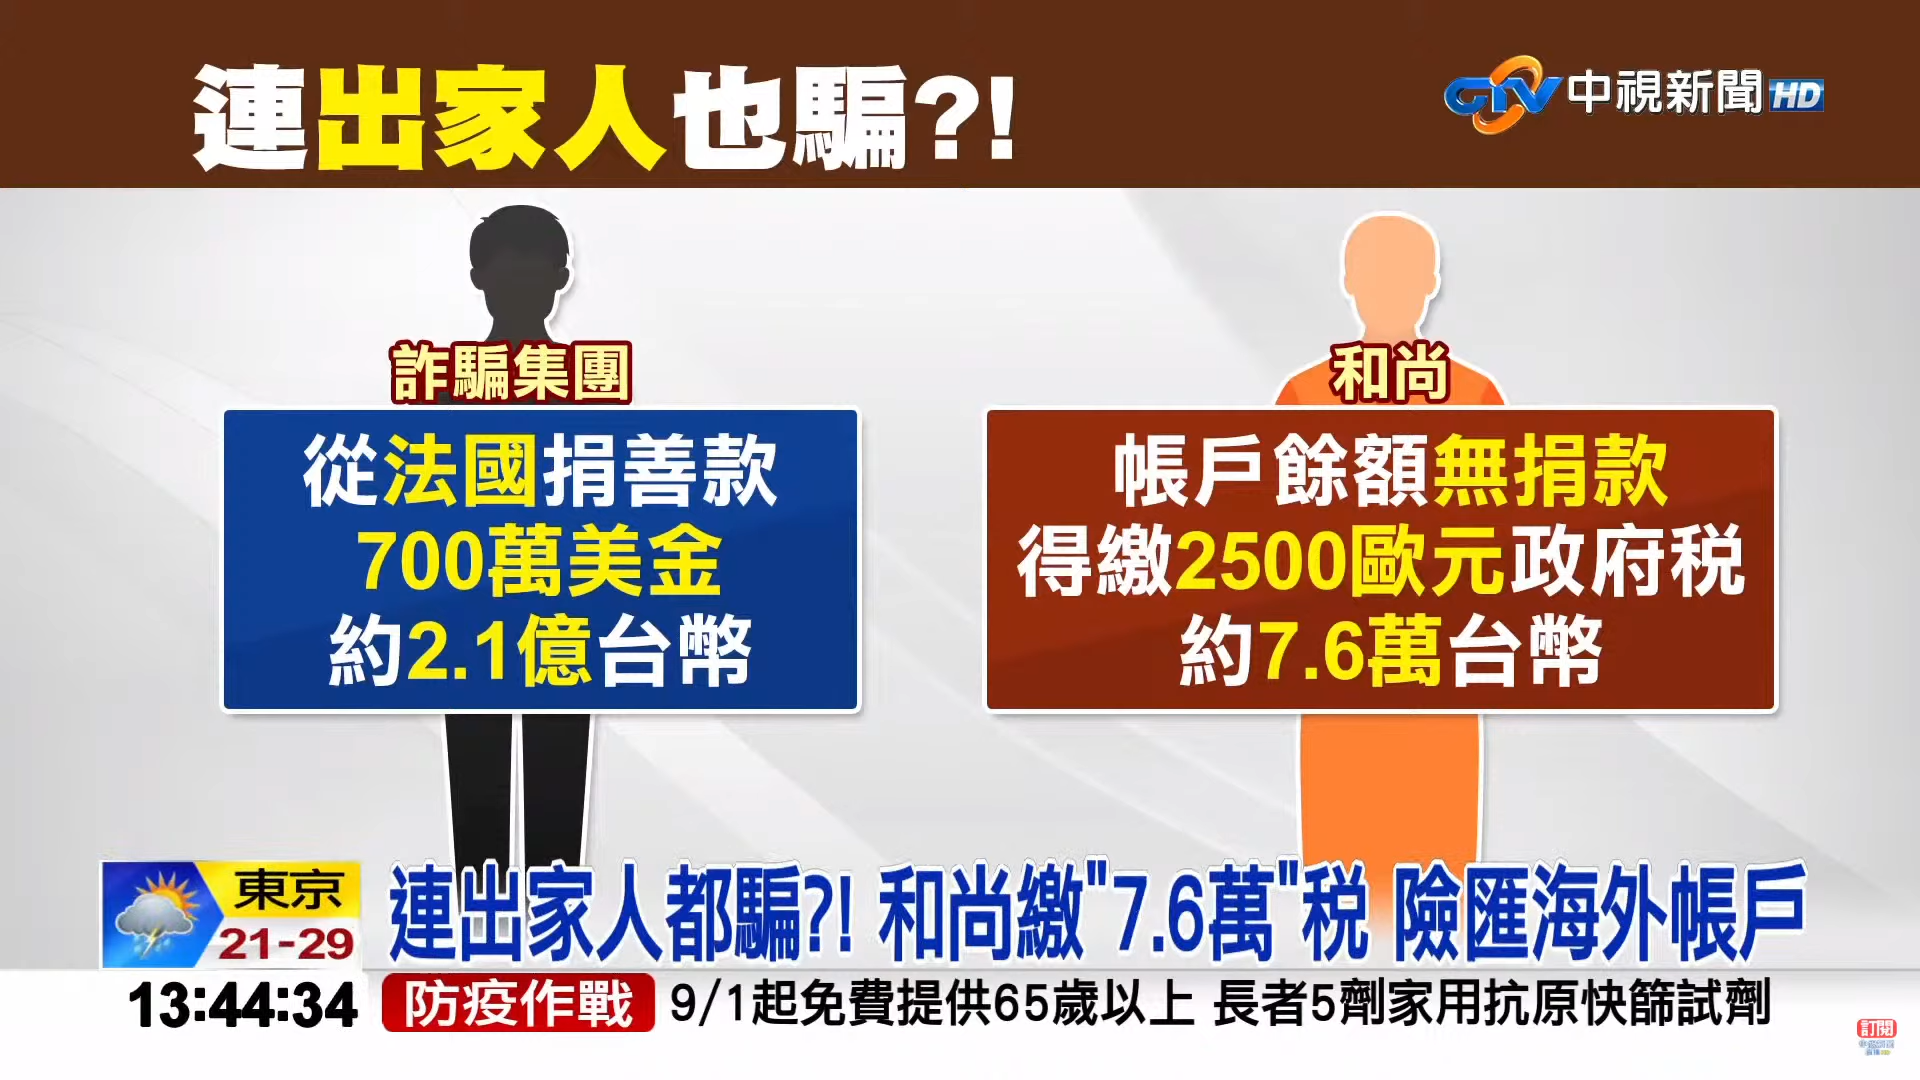 連出家人也騙?!
CTV中視新聞HD
詐騙集團
從法國捐善款
700萬美金
約2.1億台幣
和尚
帳戶餘額無捐款
得繳2500歐元政府税
約7.6萬台幣
東京
21-29
連出家人都騙?! 和尚繳"7.6萬"税 險匯海外帳戶
13:44:34
防疫作戰
9/1起免費提供65歲以上 長者5劑家用抗原快篩試劑
訂閱